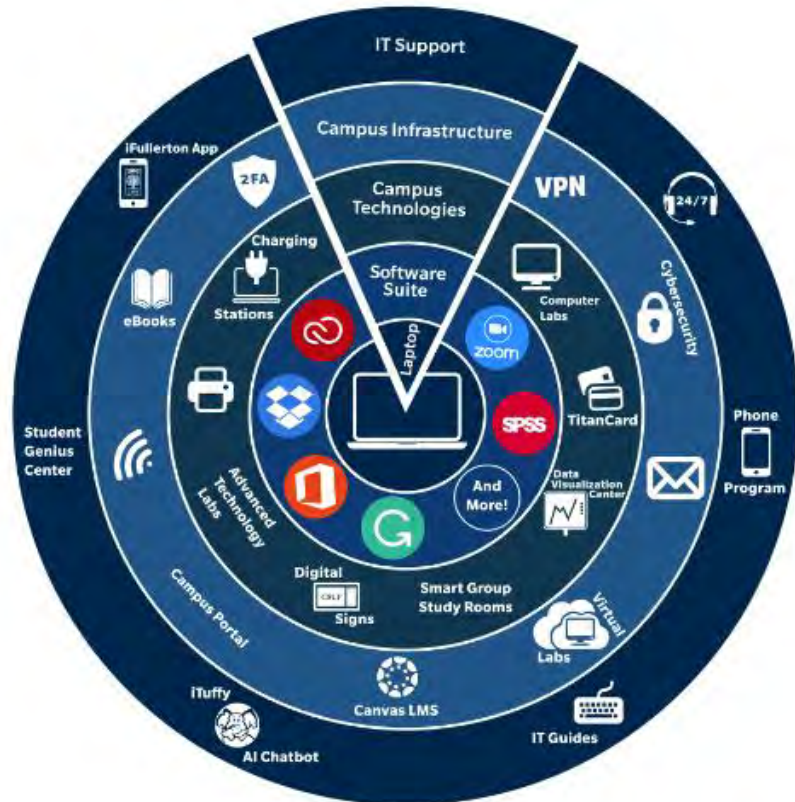 IT Support
Campus Infrastructure
Campus
Technologies
Software
Suite
Laptop
iFullerton App
24/7
Phone
Program
IT Guides
iTuffy
AI Chatbot
Student
Genius
Center
2FA
VPN
Cybersecurity
Virtual
Labs
Canvas LMS
Campus Portal
eBooks
Charging
Stations
Computer
Labs
TitanCard
Data
Visualization
Center
Smart Group
Study Rooms
Digital
CSUF
Signs
Advanced
Technology
Labs
zoom
SPSS
And
More!